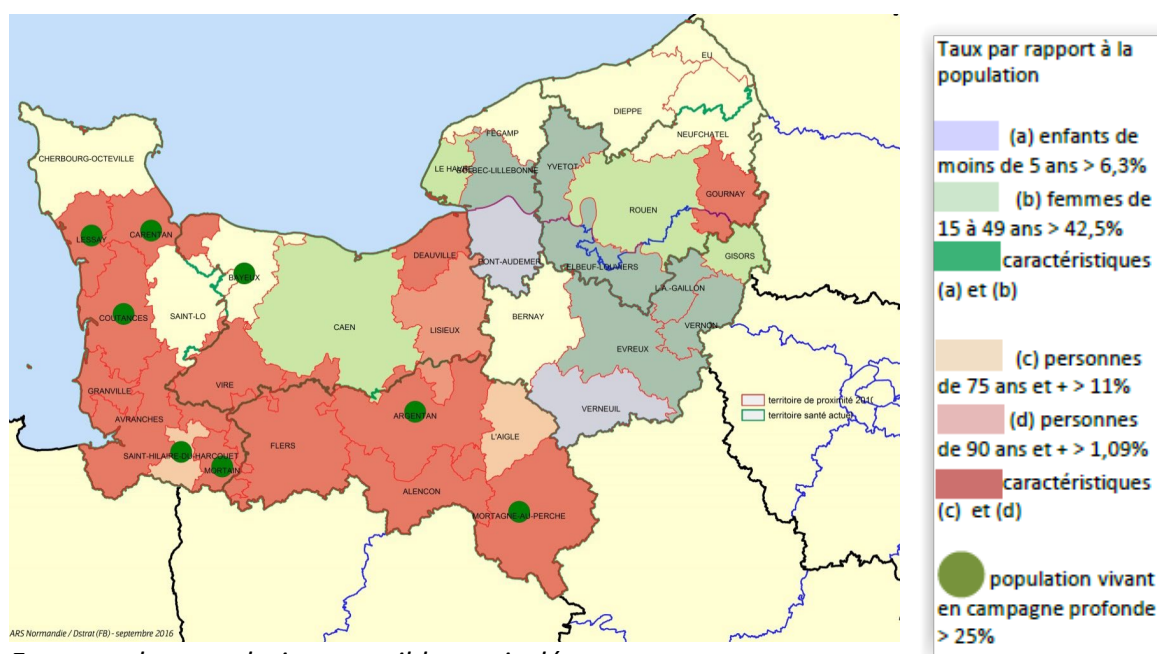 EU
DIEPPE
NEUFCHATEL
FECAMP
CHERBOURG-OCTEVILLE
LE HAVRE
YVETOT
GOURNAY
ROUEN
LESSAY
CARENTAN
DEAUVILLE
PONT-AUDEMER
ELBEUF-LOUVIERS
GISORS
BAYEUX
L.A.-GAILLON
COUTANCES
SAINT-LO
BERNAY
CAEN
LISIEUX
VERNON
EVREUX
VIRE
GRANVILLE
territoire de proximité
VERNEUIL
territoire santé actuel
ARGENTAN
AVRANCHES
L'AIGLE
FLERS
SAINT-HILAIRE-DU-HARCOUET
MORTAIN
ALENCON
MORTAGNE-AU-PERCHE
ARS Normandie / Dstrat (FB) - septembre 2016
Taux par rapport à la
population
(a) enfants de
moins de 5 ans > 6,3%
(b) femmes de
15 à 49 ans > 42,5%
caractéristiques
(a) et (b)
(c) personnes
de 75 ans et + > 11%
(d) personnes
de 90 ans et + > 1,09%
caractéristiques
(c) et (d)
population vivant
en campagne profonde
> 25%